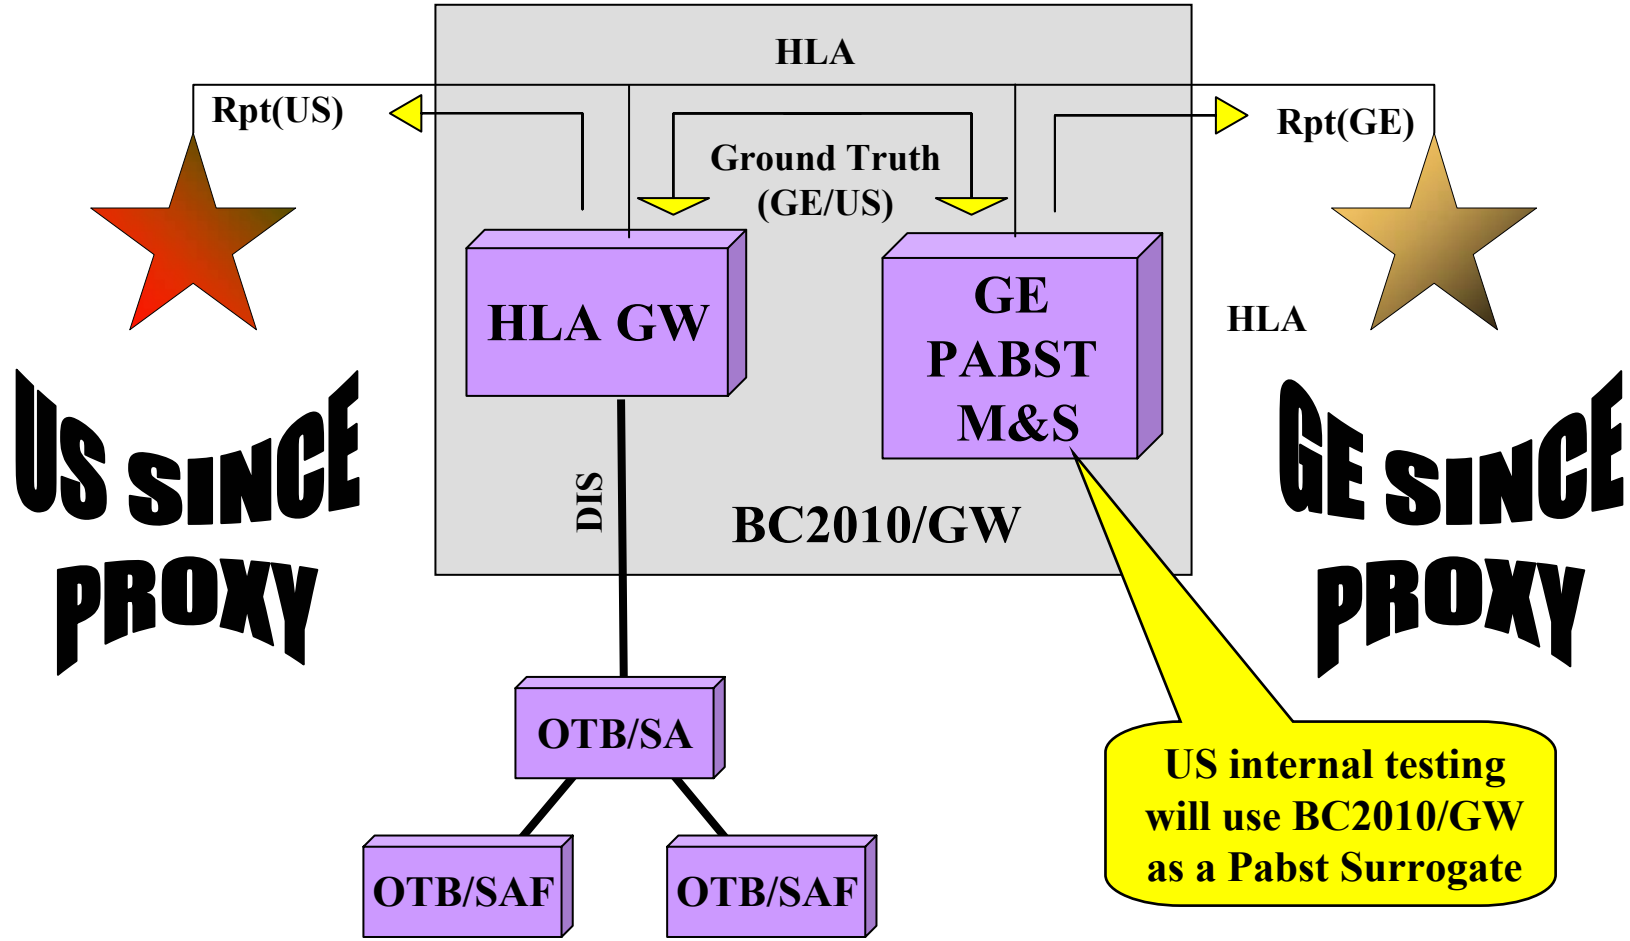 HLA
Rpt(US)
Rpt(GE)
Ground Truth
(GE/US)
HLA GW
GE
PABST
M&S
HLA
US SINCE
PROXY
GE SINCE
PROXY
DIS
BC2010/GW
OTB/SA
US internal testing
will use BC2010/GW
as a Pabst Surrogate
OTB/SAF
OTB/SAF